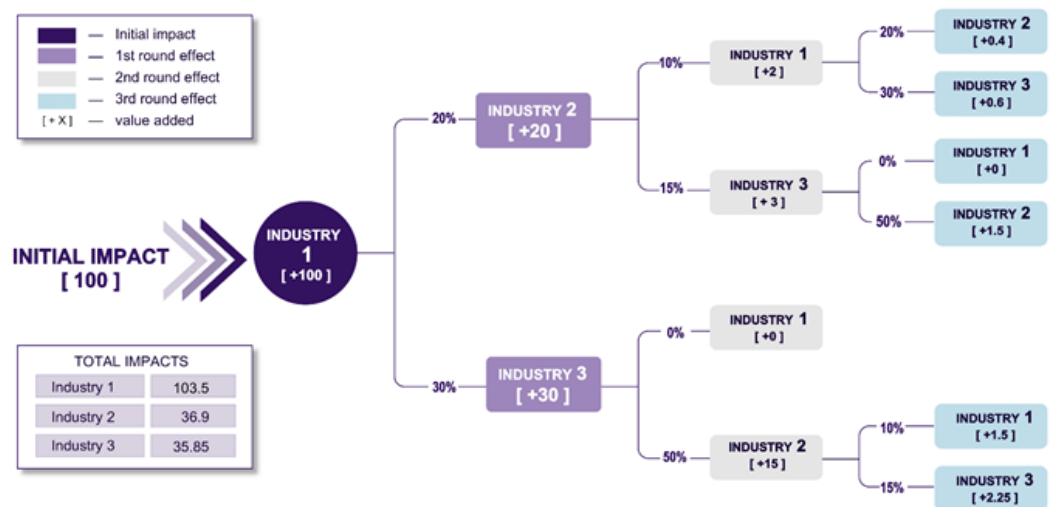 — Initial impact
— 1st round effect
— 2nd round effect
— 3rd round effect
[ + X ] — value added
INITIAL IMPACT
[ 100 ]
INDUSTRY
1
[ +100 ]
20%
INDUSTRY 2
[ +20 ]
10%
INDUSTRY 1
[ +2 ]
20%
INDUSTRY 2
[ +0.4 ]
30%
INDUSTRY 3
[ +0.6 ]
15%
INDUSTRY 3
[ + 3 ]
0%
INDUSTRY 1
[ +0 ]
50%
INDUSTRY 2
[ +1.5 ]
30%
INDUSTRY 3
[ +30 ]
0%
INDUSTRY 1
[ +0 ]
50%
INDUSTRY 2
[ +15 ]
10%
INDUSTRY 1
[ +1.5 ]
15%
INDUSTRY 3
[ +2.25 ]
TOTAL IMPACTS
Industry 1 103.5
Industry 2 36.9
Industry 3 35.85